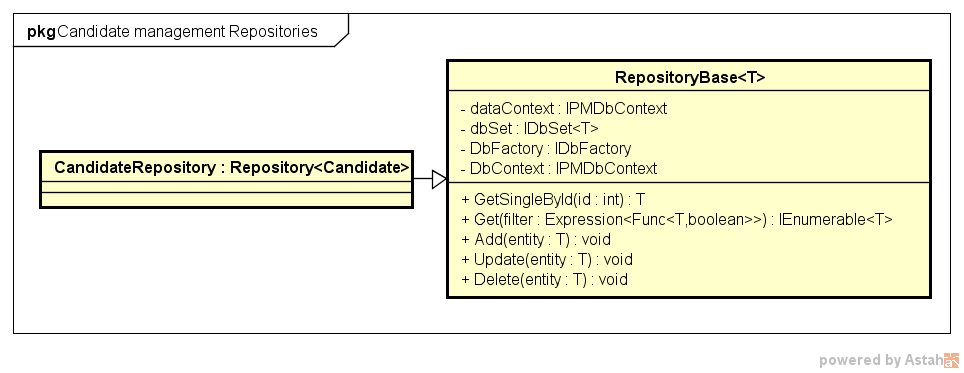 pkg Candidate management Repositories
RepositoryBase<T>
- dataContext : IPMDbContext
- dbSet : IDbSet<T>
- DbFactory : IDbFactory
- DbContext : IPMDbContext
CandidateRepository : Repository<Candidate>
+ GetSingleById(id : int) : T
+ Get(filter : Expression<Func<T,boolean>>) : IEnumerable<T>
+ Add(entity : T) : void
+ Update(entity : T) : void
+ Delete(entity : T) : void
powered by Astah